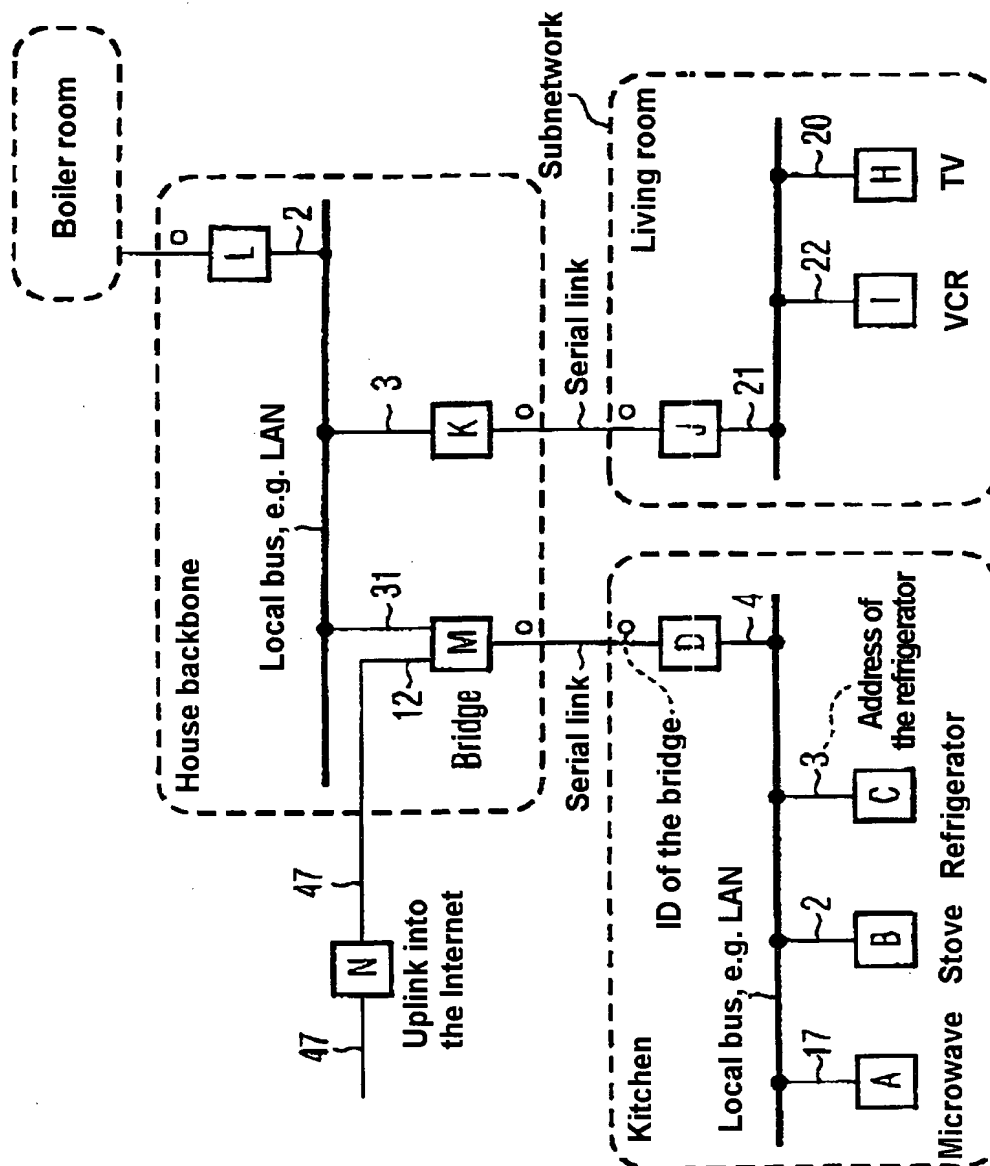 Boiler room
House backbone
O
L
2
Local bus, e.g. LAN
31
3
12
M
K
Bridge
O
O
47
47
N
Uplink into
the Internet
Serial link
Serial link
Subnetwork
Kitchen
O
D
4
ID of the bridge
Local bus, e.g. LAN
17
2
3
Address of
the refrigerator
A
B
C
Microwave
Stove
Refrigerator
Living room
O
J
21
22
20
I
H
VCR
TV